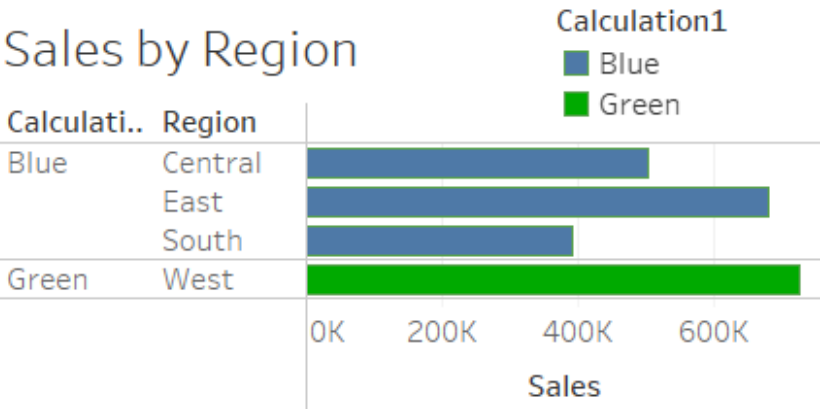 Sales by Region
Calculation1
Blue
Green
Calculati.. Region
Blue Central
East
South
Green West
0K 200K 400K 600K
Sales